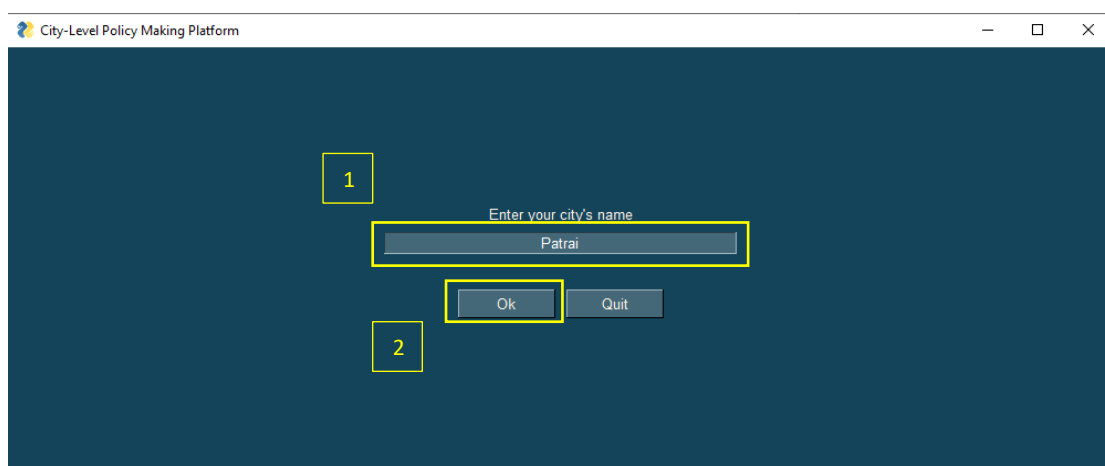 City-Level Policy Making Platform
1
Enter your city's name
Patrai
Ok Quit
2